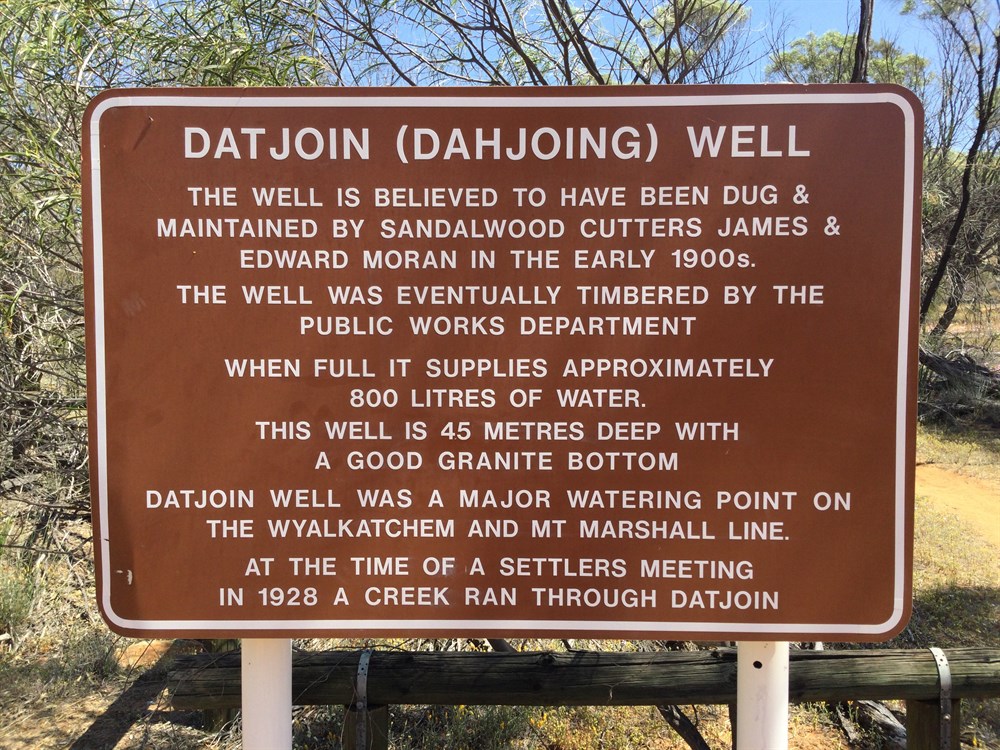 DATJOIN (DAHJOING) WELL
THE WELL IS BELIEVED TO HAVE BEEN DUG &
MAINTAINED BY SANDALWOOD CUTTERS JAMES &
EDWARD MORAN IN THE EARLY 1900s.
THE WELL WAS EVENTUALLY TIMBERED BY THE
PUBLIC WORKS DEPARTMENT
WHEN FULL IT SUPPLIES APPROXIMATELY
800 LITRES OF WATER.
THIS WELL IS 45 METRES DEEP WITH
A GOOD GRANITE BOTTOM
DATJOIN WELL WAS A MAJOR WATERING POINT ON
THE WYALKATCHEM AND MT MARSHALL LINE.
AT THE TIME OF A SETTLERS MEETING
IN 1928 A CREEK RAN THROUGH DATJOIN